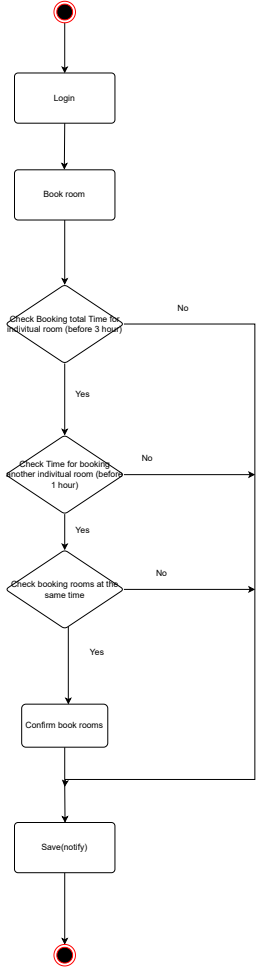 Login
Book room
Check Booking total Time for
indivitual room (before 3 hour)
No
Yes
Check Time for booking
another indivitual room (before
1 hour)
No
Yes
Check booking rooms at the
same time
No
Yes
Confirm book rooms
Save(notify)